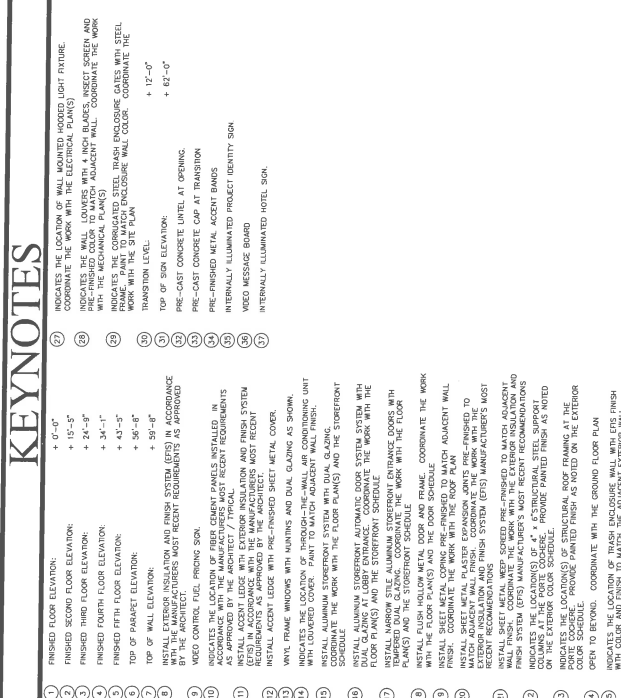 KEYNOTES
1 FINISHED FLOOR ELEVATION: + 0'-0"
2 FINISHED SECOND FLOOR ELEVATION: + 15'-5"
3 FINISHED THIRD FLOOR ELEVATION: + 24'-9"
4 FINISHED FOURTH FLOOR ELEVATION: + 34'-1"
5 FINISHED FIFTH FLOOR ELEVATION: + 43'-5"
6 TOP OF PARAPET ELEVATION: + 56'-8"
7 TOP OF WALL ELEVATION: + 59'-8"
8 INSTALL EXTERIOR INSULATION AND FINISH SYSTEM (EFIS) IN ACCORDANCE
WITH THE MANUFACTURERS MOST RECENT REQUIREMENTS AS APPROVED
BY THE ARCHITECT.
9 VIDEO CONTROL FUEL PRICING SIGN.
10 INDICATES THE LOCATION OF FIBER CEMENT PANELS INSTALLED IN
ACCORDANCE WITH THE MANUFACTURERS MOST RECENT REQUIREMENTS
AS APPROVED BY THE ARCHITECT / TYPICAL.
11 INSTALL ACCENT LEDGE WITH EXTERIOR INSULATION AND FINISH SYSTEM
(EFIS) IN ACCORDANCE WITH THE MANUFACTURERS MOST RECENT
REQUIREMENTS AS APPROVED BY THE ARCHITECT.
12 INSTALL ACCENT LEDGE WITH PRE-FINISHED SHEET METAL COVER.
13 VINYL FRAME WINDOWS WITH MUNTINS AND DUAL GLAZING AS SHOWN.
14 INDICATES THE LOCATION OF THROUGH-THE-WALL AIR CONDITIONING UNIT
WITH LOUVERED COVER. PAINT TO MATCH ADJACENT WALL FINISH.
15 INSTALL ALUMINUM STOREFRONT SYSTEM WITH DUAL GLAZING.
COORDINATE THE WORK WITH THE FLOOR PLAN(S) AND THE STOREFRONT
SCHEDULE
16 INSTALL ALUMINUM STOREFRONT AUTOMATIC DOOR SYSTEM SYSTEM WITH
DUAL GLAZING AT LOBBY ENTRANCE. COORDINATE THE WORK WITH THE
FLOOR PLAN(S) AND THE STOREFRONT SCHEDULE
17 INSTALL NARROW STILE ALUMINUM STOREFRONT ENTRANCE DOORS WITH
TEMPERED DUAL GLAZING. COORDINATE THE WORK WITH THE FLOOR
PLAN(S) AND THE STOREFRONT SCHEDULE
18 INSTALL FLUSH HOLLOW METAL DOOR AND FRAME. COORDINATE THE WORK
WITH THE FLOOR PLAN(S) AND THE DOOR SCHEDULE
19 INSTALL SHEET METAL COPING PRE-FINISHED TO MATCH ADJACENT WALL
FINISH. COORDINATE THE WORK WITH THE ROOF PLAN
20 INSTALL SHEET METAL PLASTER EXPANSION JOINTS PRE-FINISHED TO
MATCH ADJACENT WALL FINISH. COORDINATE THE WORK WITH THE
EXTERIOR INSULATION AND FINISH SYSTEM (EFIS) MANUFACTURER'S MOST
RECENT RECOMMENDATIONS
INSTALL SHEET METAL WEEP SCREED PRE-FINISHED TO MATCH ADJACENT
WALL FINISH. COORDINATE THE WORK WITH THE EXTERIOR INSULATION AND
FINISH SYSTEM (EFIS) MANUFACTURER'S MOST RECENT RECOMMENDATIONS
INDICATES THE LOCATION(S) OF 4" x 6"STRUCTURAL STEEL SUPPORT
COLUMNS AT THE PORTE COCHERE. PROVIDE PAINTED FINISH AS NOTED
ON THE EXTERIOR COLOR SCHEDULE.
INDICATES THE LOCATION(S) OF STRUCTURAL ROOF FRAMING AT THE
PORTE COCHERE. PROVIDE PAINTED FINISH AS NOTED ON THE EXTERIOR
COLOR SCHEDULE.
OPEN TO BEYOND. COORDINATE WITH THE GROUND FLOOR PLAN
INDICATES THE LOCATION OF TRASH ENCLOSURE WALL WITH EFIS FINISH
WITH COLOR AND FINISH TO MATCH THE ADJACENT EXTERIOR WALL
27 INDICATES THE LOCATION OF WALL MOUNTED HOODED LIGHT FIXTURE.
COORDINATE THE WORK WITH THE ELECTRICAL PLAN(S)
28 INDICATES THE WALL LOUVERS WITH 4 INCH BLADES, INSECT SCREEN AND
PRE-FINISHED COLOR TO MATCH ADJACENT WALL. COORDINATE THE WORK
WITH THE MECHANICAL PLAN(S)
29 INDICATES THE CORRUGATED STEEL TRASH ENCLOSURE GATES WITH STEEL
FRAME. PAINT TO MATCH ENCLOSURE WALL COLOR. COORDINATE THE
WORK WITH THE SITE PLAN
30 TRANSITION LEVEL: + 12'-0"
31 TOP OF SIGN ELEVATION: + 62'-0"
32 PRE-CAST CONCRETE LINTEL AT OPENING.
33 PRE-CAST CONCRETE CAP AT TRANSITION
34 PRE-FINISHED METAL ACCENT BANDS
35 INTERNALLY ILLUMINATED PROJECT IDENTITY SIGN
36 VIDEO MESSAGE BOARD
37 INTERNALLY ILLUMINATED HOTEL SIGN.